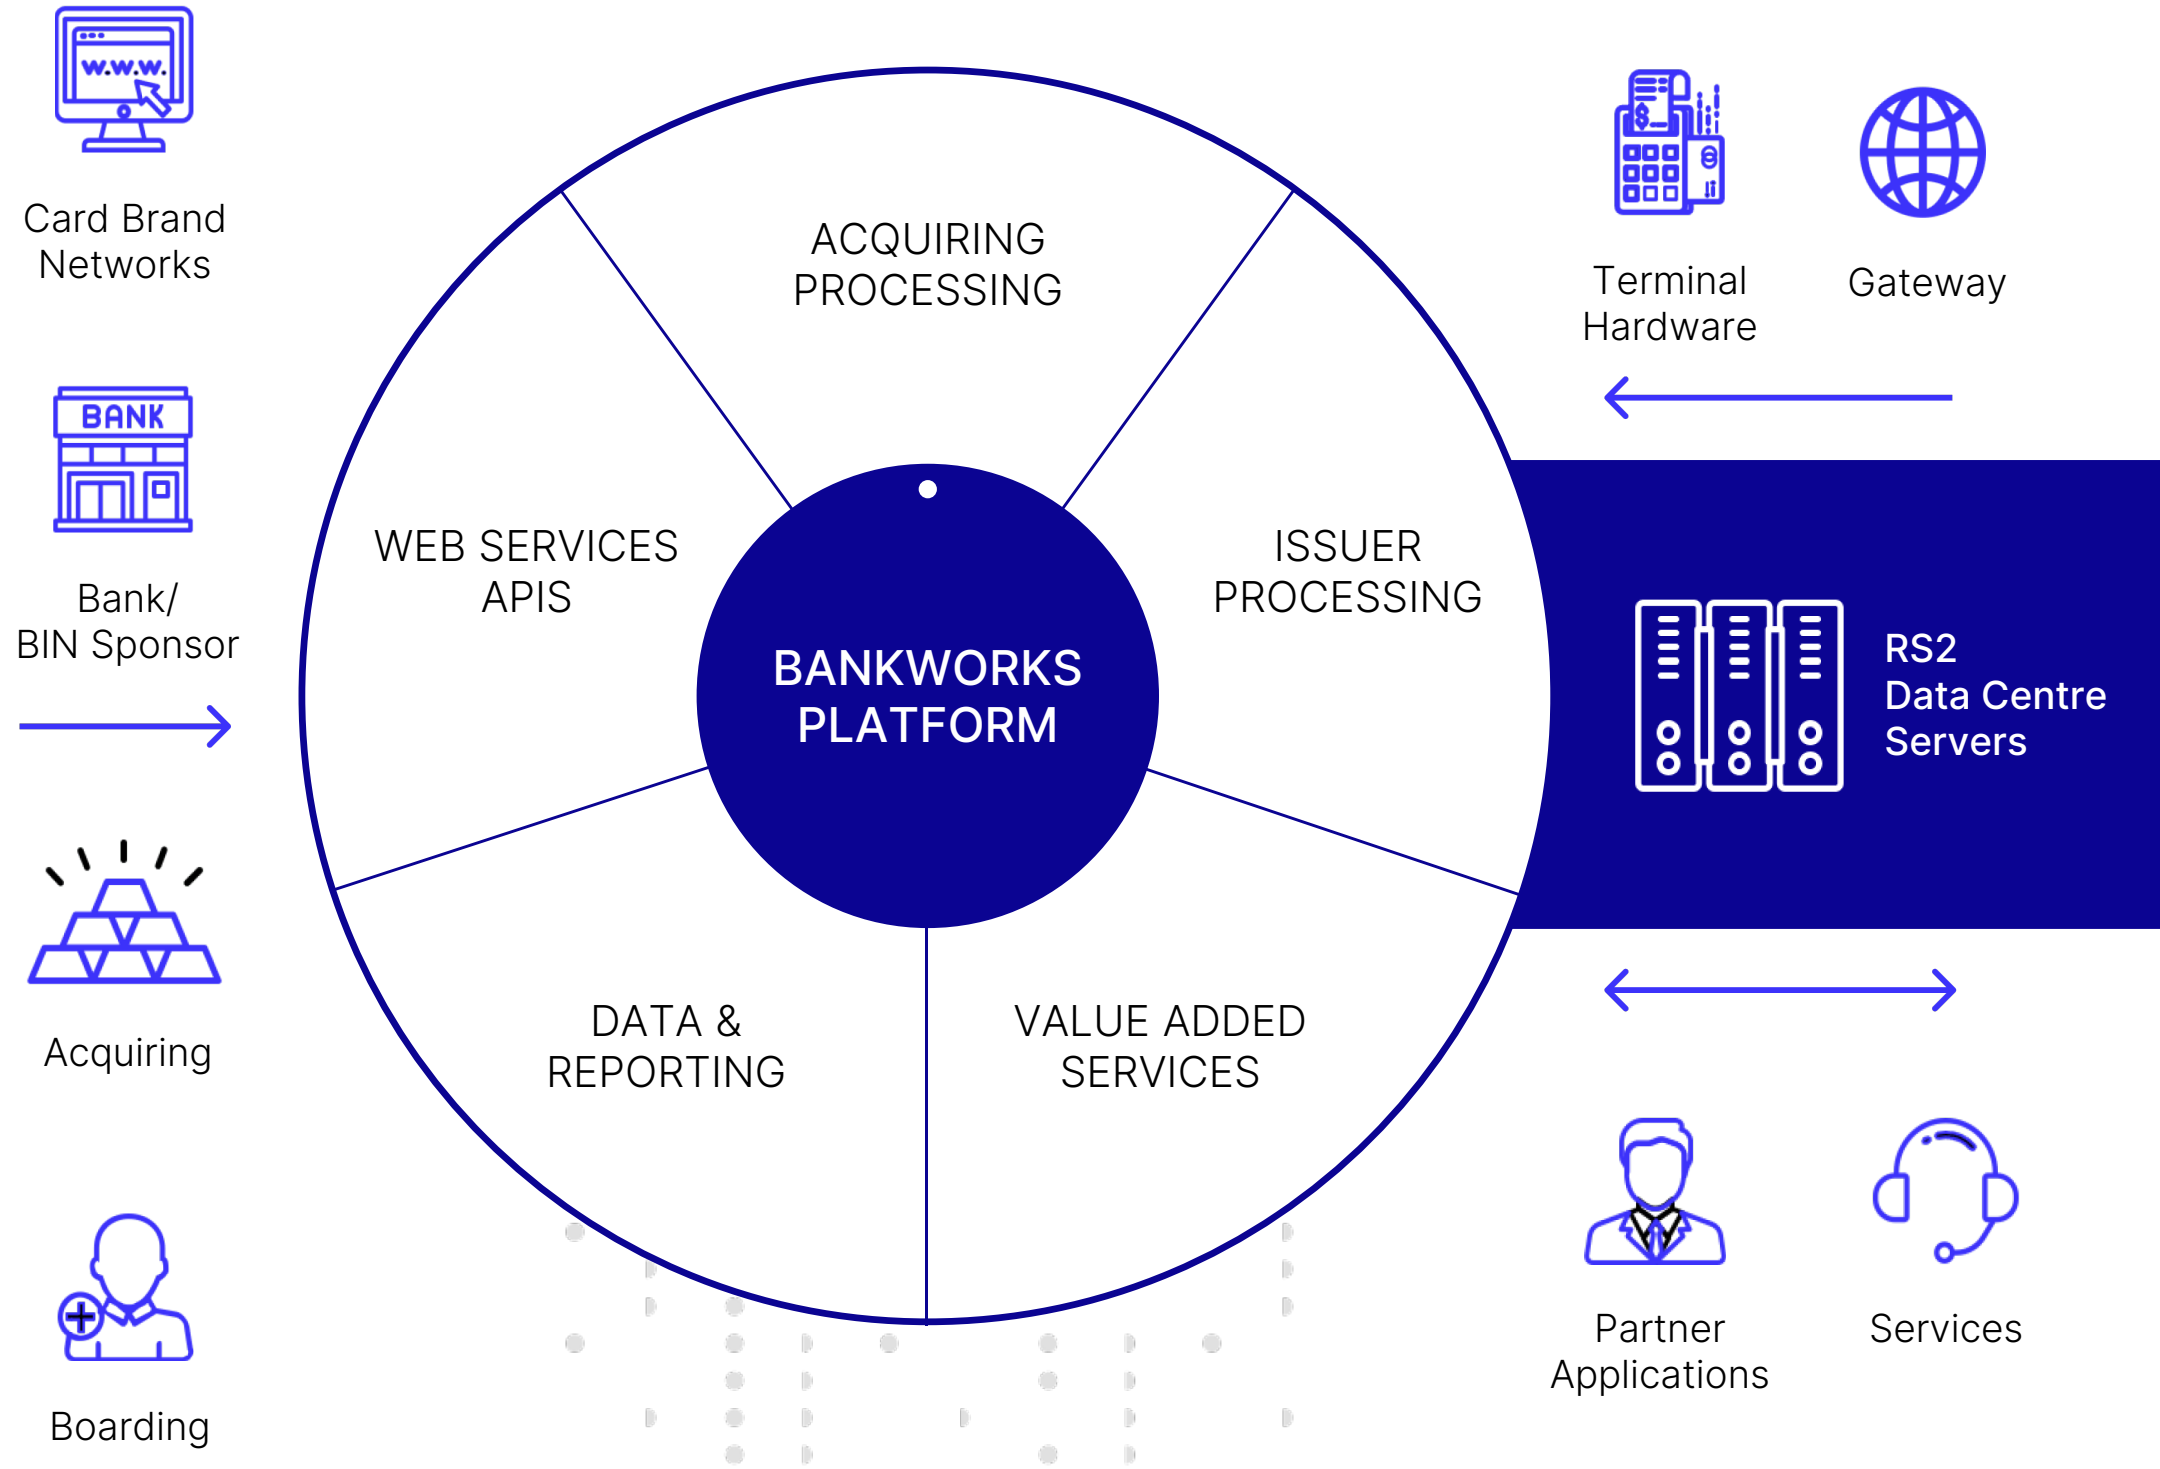 W.W.W.
Card Brand
Networks
BANK
Bank/
BIN Sponsor
Acquiring
Boarding
ACQUIRING
PROCESSING
WEB SERVICES
APIS
ISSUER
PROCESSING
BANKWORKS
PLATFORM
DATA &
REPORTING
VALUE ADDED
SERVICES
$
Terminal
Hardware
Gateway
RS2
Data Centre
Servers
Partner
Applications
Services